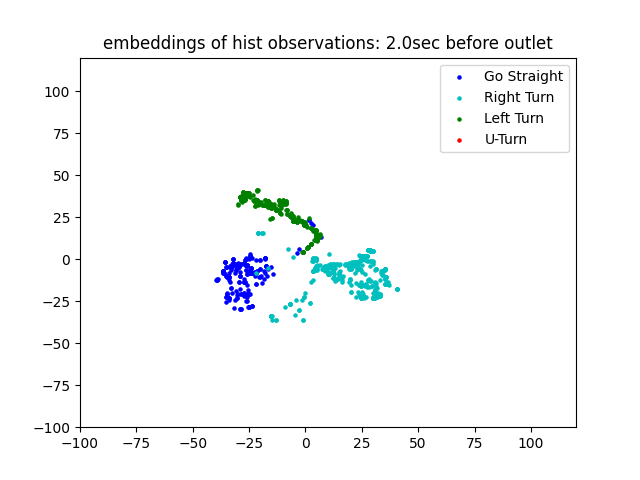 embeddings of hist observations: 2.0sec before outlet
Go Straight
Right Turn
Left Turn
U-Turn
100
75
50
25
0
−25
−50
−75
−100
−100 −75 −50 −25 0 25 50 75 100